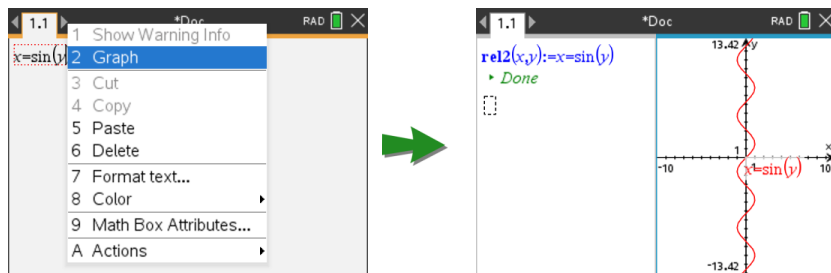 1.1 *Doc RAD
x=sin(y
1 Show Warning Info
2 Graph
3 Cut
4 Copy
5 Paste
6 Delete
7 Format text...
8 Color
9 Math Box Attributes...
A Actions
1.1 *Doc RAD
rel2(x,y):=x=sin(y)
Done
13.42 y
1
x
-10 1 10
x=sin(y)
-13.42